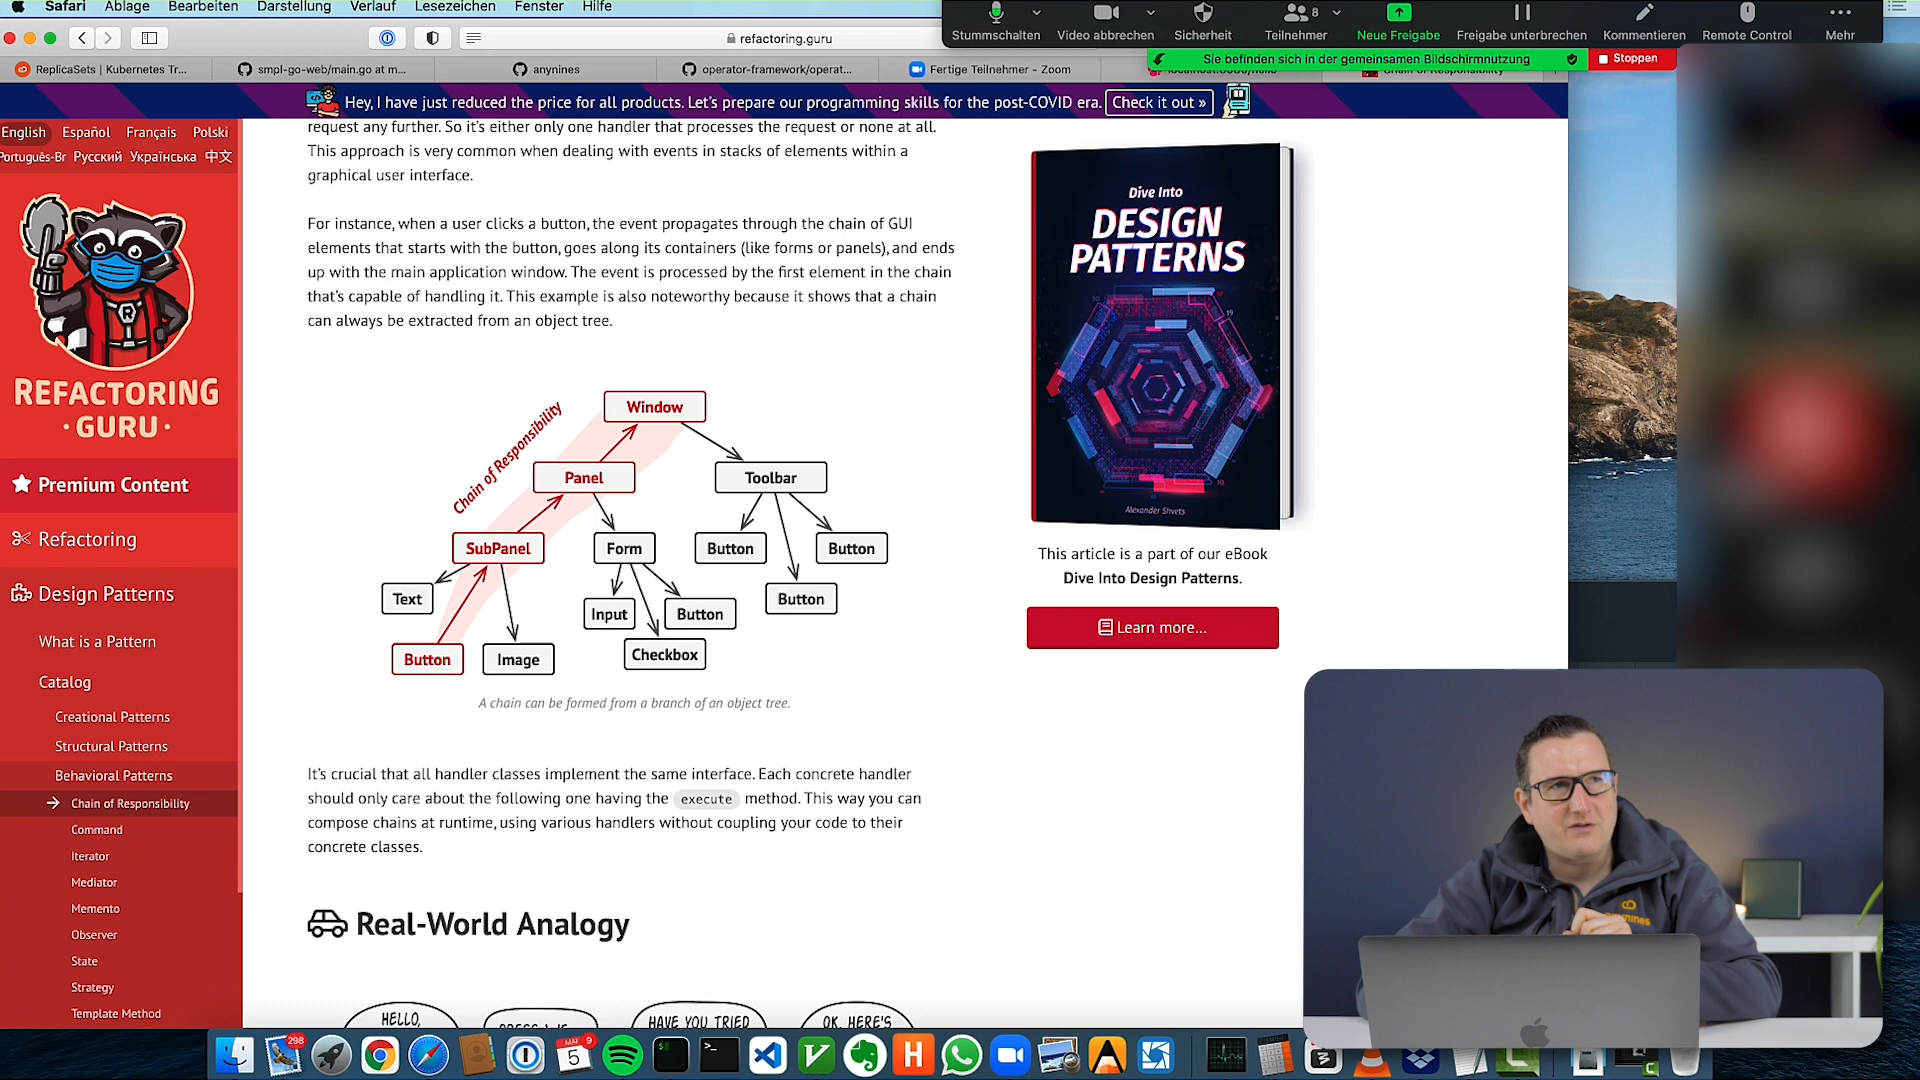 Safari Ablage Bearbeiten Darstellung Verlauf Lesezeichen Fenster Hilfe
8
Stummschalten Video abbrechen Sicherheit Teilnehmer Neue Freigabe Freigabe unterbrechen Kommentieren Remote Control Mehr
refactoring.guru
Sie befinden sich in der gemeinsamen Bildschirmnutzung Stoppen
ReplicaSets | Kubernetes Tr... smpl-go-web/main.go at m... anynines operator-framework/operat... Fertige Teilnehmer - Zoom
Hey, I have just reduced the price for all products. Let's prepare our programming skills for the post-COVID era. Check it out »
English Español Français Polski
Português-Br Русский Українська 中文
R
REFACTORING
·GURU·
Premium Content
Refactoring
Design Patterns
What is a Pattern
Catalog
Creational Patterns
Structural Patterns
Behavioral Patterns
Chain of Responsibility
Command
Iterator
Mediator
Memento
Observer
State
Strategy
Template Method
request any further. So it's either only one handler that processes the request or none at all.
This approach is very common when dealing with events in stacks of elements within a
graphical user interface.
For instance, when a user clicks a button, the event propagates through the chain of GUI
elements that starts with the button, goes along its containers (like forms or panels), and ends
up with the main application window. The event is processed by the first element in the chain
that's capable of handling it. This example is also noteworthy because it shows that a chain
can always be extracted from an object tree.
Chain of Responsibility
Window
Panel Toolbar
SubPanel Form Button Button
Text Input Button Button
Button Image Checkbox
A chain can be formed from a branch of an object tree.
It's crucial that all handler classes implement the same interface. Each concrete handler
should only care about the following one having the execute method. This way you can
compose chains at runtime, using various handlers without coupling your code to their
concrete classes.
Real-World Analogy
HELLO,
HAVE YOU TRIED
OK, HERE'S
Dive Into
DESIGN
PATTERNS
Alexander Shvets
This article is a part of our eBook
Dive Into Design Patterns.
Learn more...
298
MAI 9
5